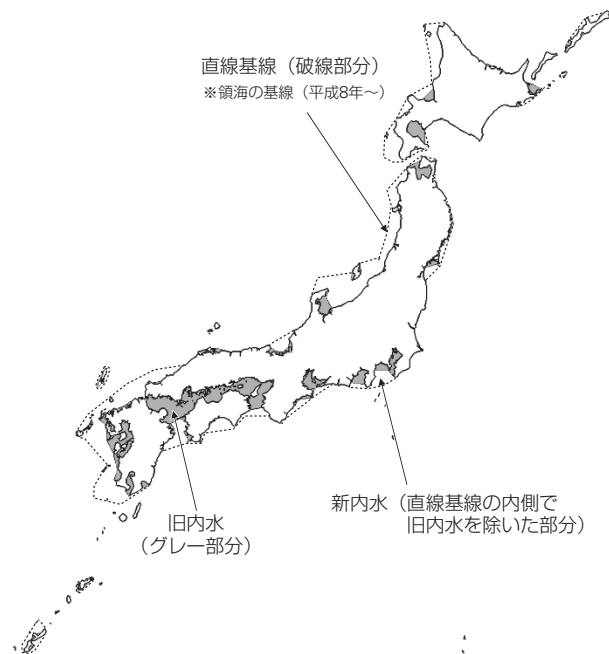 直線基線（破線部分）
※領海の基線（平成8年～）
新内水（直線基線の内側で
旧内水を除いた部分）
旧内水
（グレー部分）